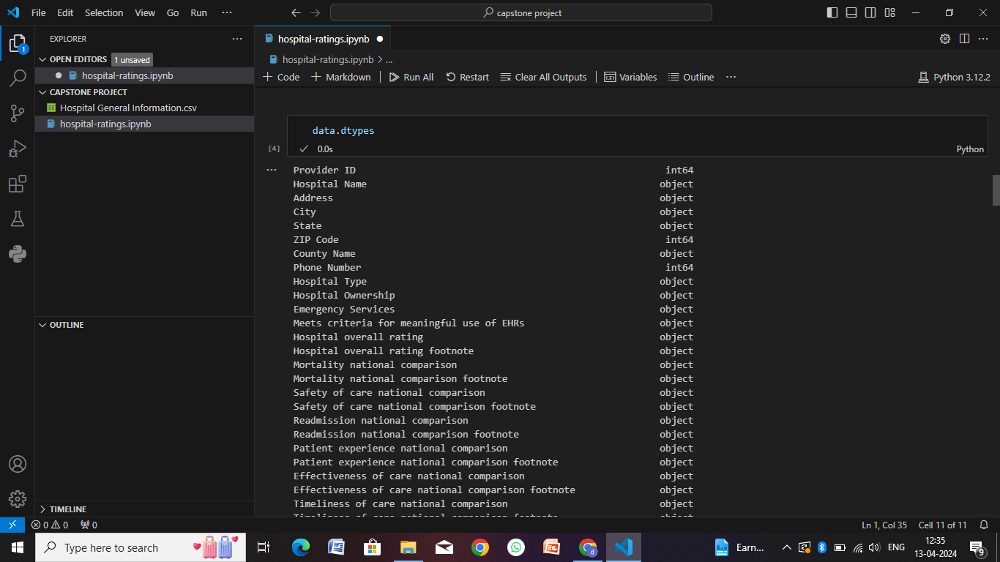 File Edit Selection View Go Run ···
capstone project
EXPLORER ···
OPEN EDITORS 1 unsaved
hospital-ratings.ipynb
CAPSTONE PROJECT
Hospital General Information.csv
hospital-ratings.ipynb
OUTLINE
TIMELINE
1
hospital-ratings.ipynb
hospital-ratings.ipynb > ...
+ Code + Markdown | Run All Restart Clear All Outputs | Variables Outline ··· Python 3.12.2
data.dtypes
[4] 0.0s Python
··· Provider ID int64
Hospital Name object
Address object
City object
State object
ZIP Code int64
County Name object
Phone Number int64
Hospital Type object
Hospital Ownership object
Emergency Services object
Meets criteria for meaningful use of EHRs object
Hospital overall rating object
Hospital overall rating footnote object
Mortality national comparison object
Mortality national comparison footnote object
Safety of care national comparison object
Safety of care national comparison footnote object
Readmission national comparison object
Readmission national comparison footnote object
Patient experience national comparison object
Patient experience national comparison footnote object
Effectiveness of care national comparison object
Effectiveness of care national comparison footnote object
Timeliness of care national comparison object
Timeliness of care national comparison footnote object
0 0 0 Ln 1, Col 35 Cell 11 of 11
Type here to search Earn... ENG 12:35
13-04-2024 9